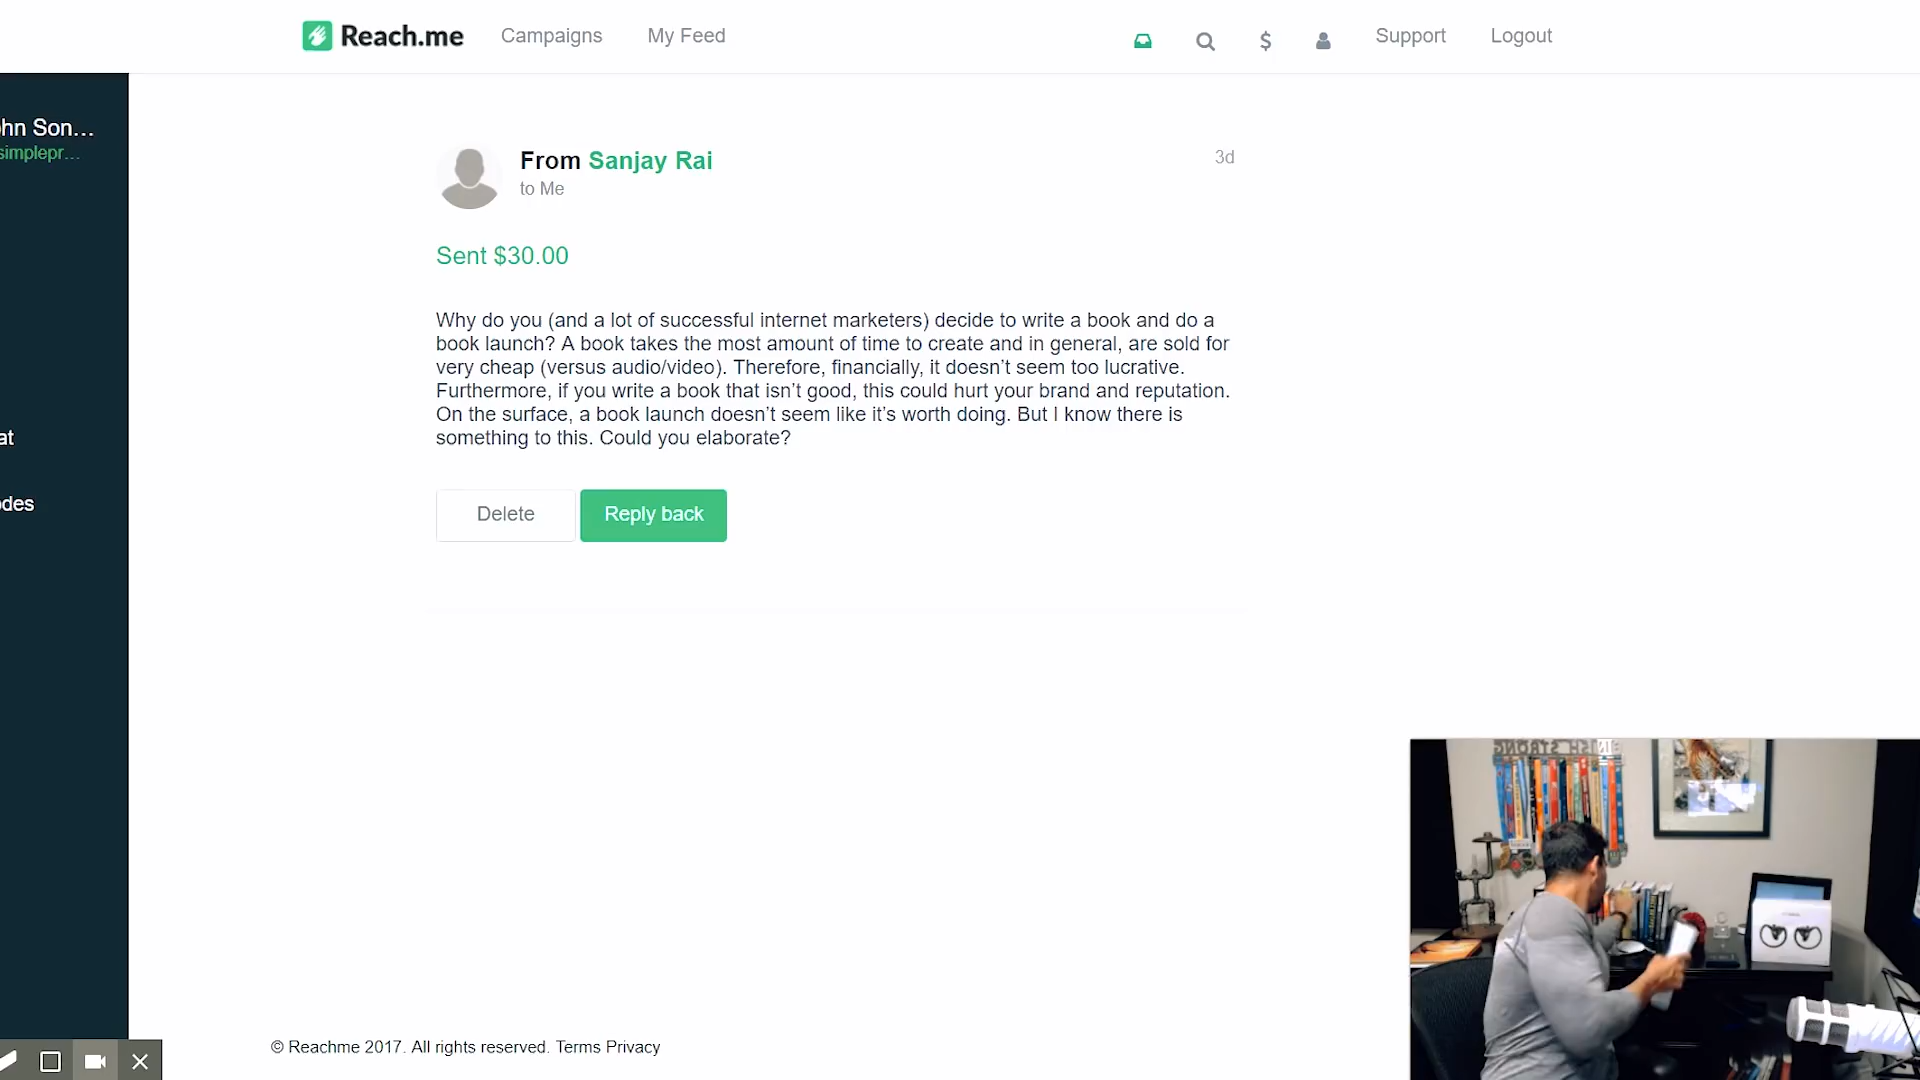 Reach.me
Campaigns
My Feed
$
Support
Logout
hn Son...
simplepr...
at
odes
From Sanjay Rai
to Me
3d
Sent $30.00
Why do you (and a lot of successful internet marketers) decide to write a book and do a
book launch? A book takes the most amount of time to create and in general, are sold for
very cheap (versus audio/video). Therefore, financially, it doesn’t seem too lucrative.
Furthermore, if you write a book that isn’t good, this could hurt your brand and reputation.
On the surface, a book launch doesn’t seem like it’s worth doing. But I know there is
something to this. Could you elaborate?
Delete
Reply back
© Reachme 2017. All rights reserved. Terms Privacy